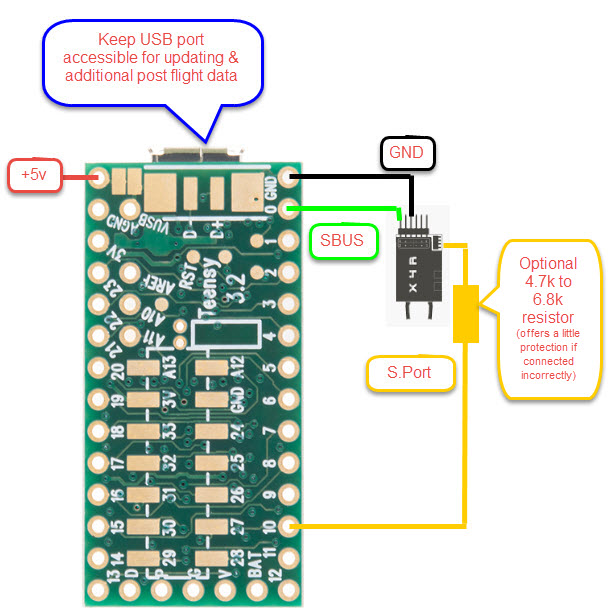 Keep USB port
accessible for updating &
additional post flight data
+5v
GND
SBUS
Optional
4.7k to
6.8k
resistor
(offers a little
protection if
connected
incorrectly)
S.Port
X4R
GND
0
1
2
3
4
5
6
7
8
9
10
11
12
VUSB
AGND
3V
23
22
21
20
19
18
17
16
15
14
13
D-
D+
RST
Teensy
3.2
AREF
A10
A11
A13
A12
3V
GND
33
24
32
25
31
26
30
27
29
28
D
P
G
V
BAT